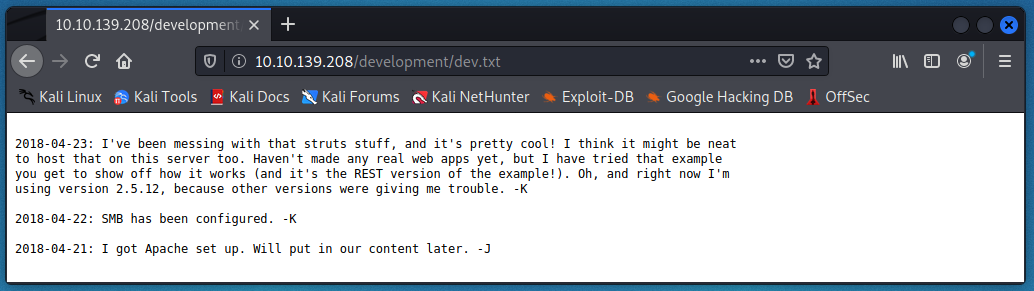 10.10.139.208/development
10.10.139.208/development/dev.txt
Kali Linux Kali Tools Kali Docs Kali Forums Kali NetHunter Exploit-DB Google Hacking DB OffSec
2018-04-23: I've been messing with that struts stuff, and it's pretty cool! I think it might be neat
to host that on this server too. Haven't made any real web apps yet, but I have tried that example
you get to show off how it works (and it's the REST version of the example!). Oh, and right now I'm
using version 2.5.12, because other versions were giving me trouble. -K
2018-04-22: SMB has been configured. -K
2018-04-21: I got Apache set up. Will put in our content later. -J